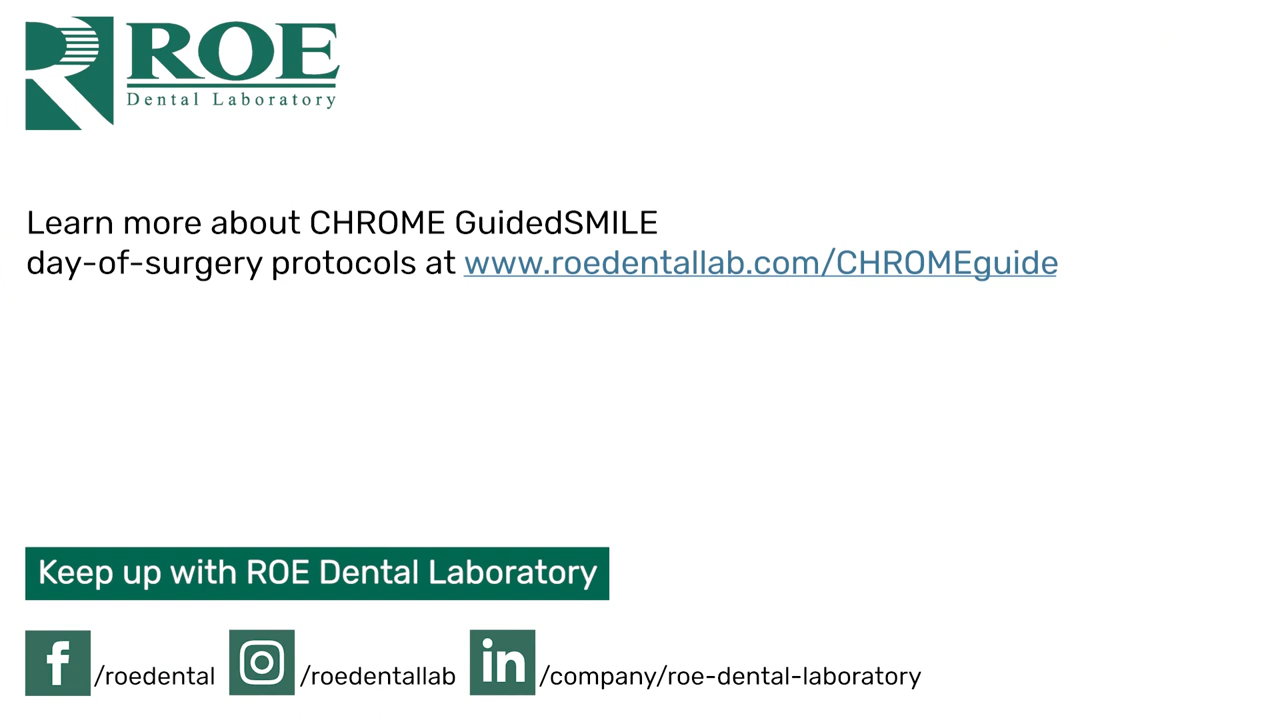 ROE
Dental Laboratory
Learn more about CHROME GuidedSMILE
day-of-surgery protocols at www.roedentallab.com/CHROMEguide
Keep up with ROE Dental Laboratory
/roedental /roedentallab /company/roe-dental-laboratory